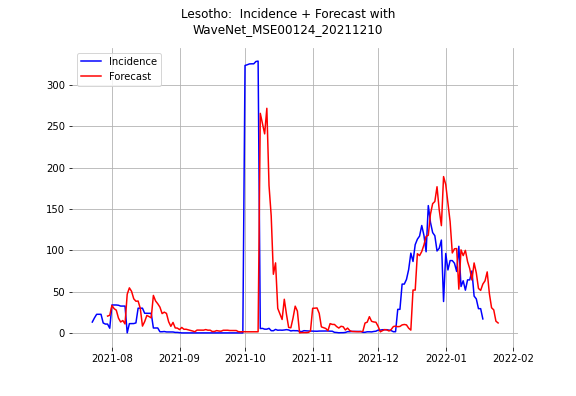 Lesotho:  Incidence + Forecast with
WaveNet_MSE00124_20211210
Incidence
Forecast
300
250
200
150
100
50
0
2021-08 2021-09 2021-10 2021-11 2021-12 2022-01 2022-02